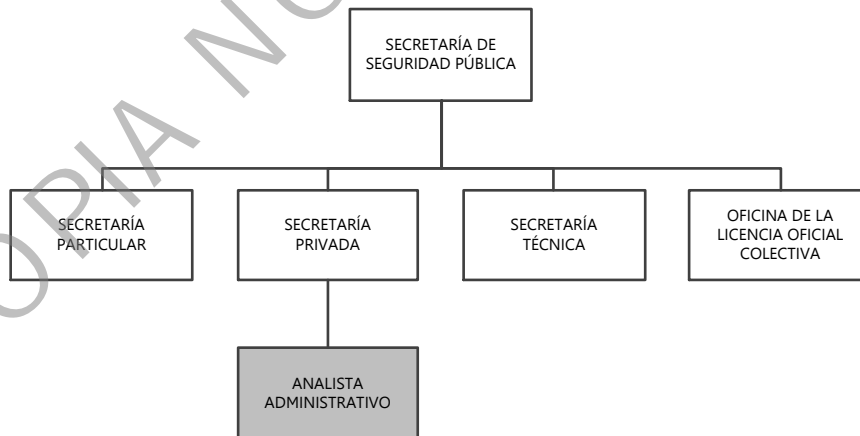 SECRETARÍA DE
SEGURIDAD PÚBLICA
SECRETARÍA
PARTICULAR
SECRETARÍA
PRIVADA
SECRETARÍA
TÉCNICA
OFICINA DE LA
LICENCIA OFICIAL
COLECTIVA
ANALISTA
ADMINISTRATIVO